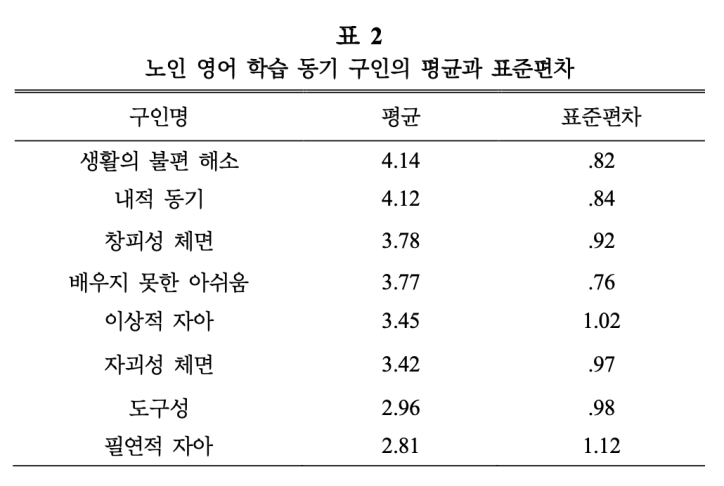 표 2
노인 영어 학습 동기 구인의 평균과 표준편차
구인명 평균 표준편차
생활의 불편 해소 4.14 .82
내적 동기 4.12 .84
창피성 체면 3.78 .92
배우지 못한 아쉬움 3.77 .76
이상적 자아 3.45 1.02
자괴성 체면 3.42 .97
도구성 2.96 .98
필연적 자아 2.81 1.12